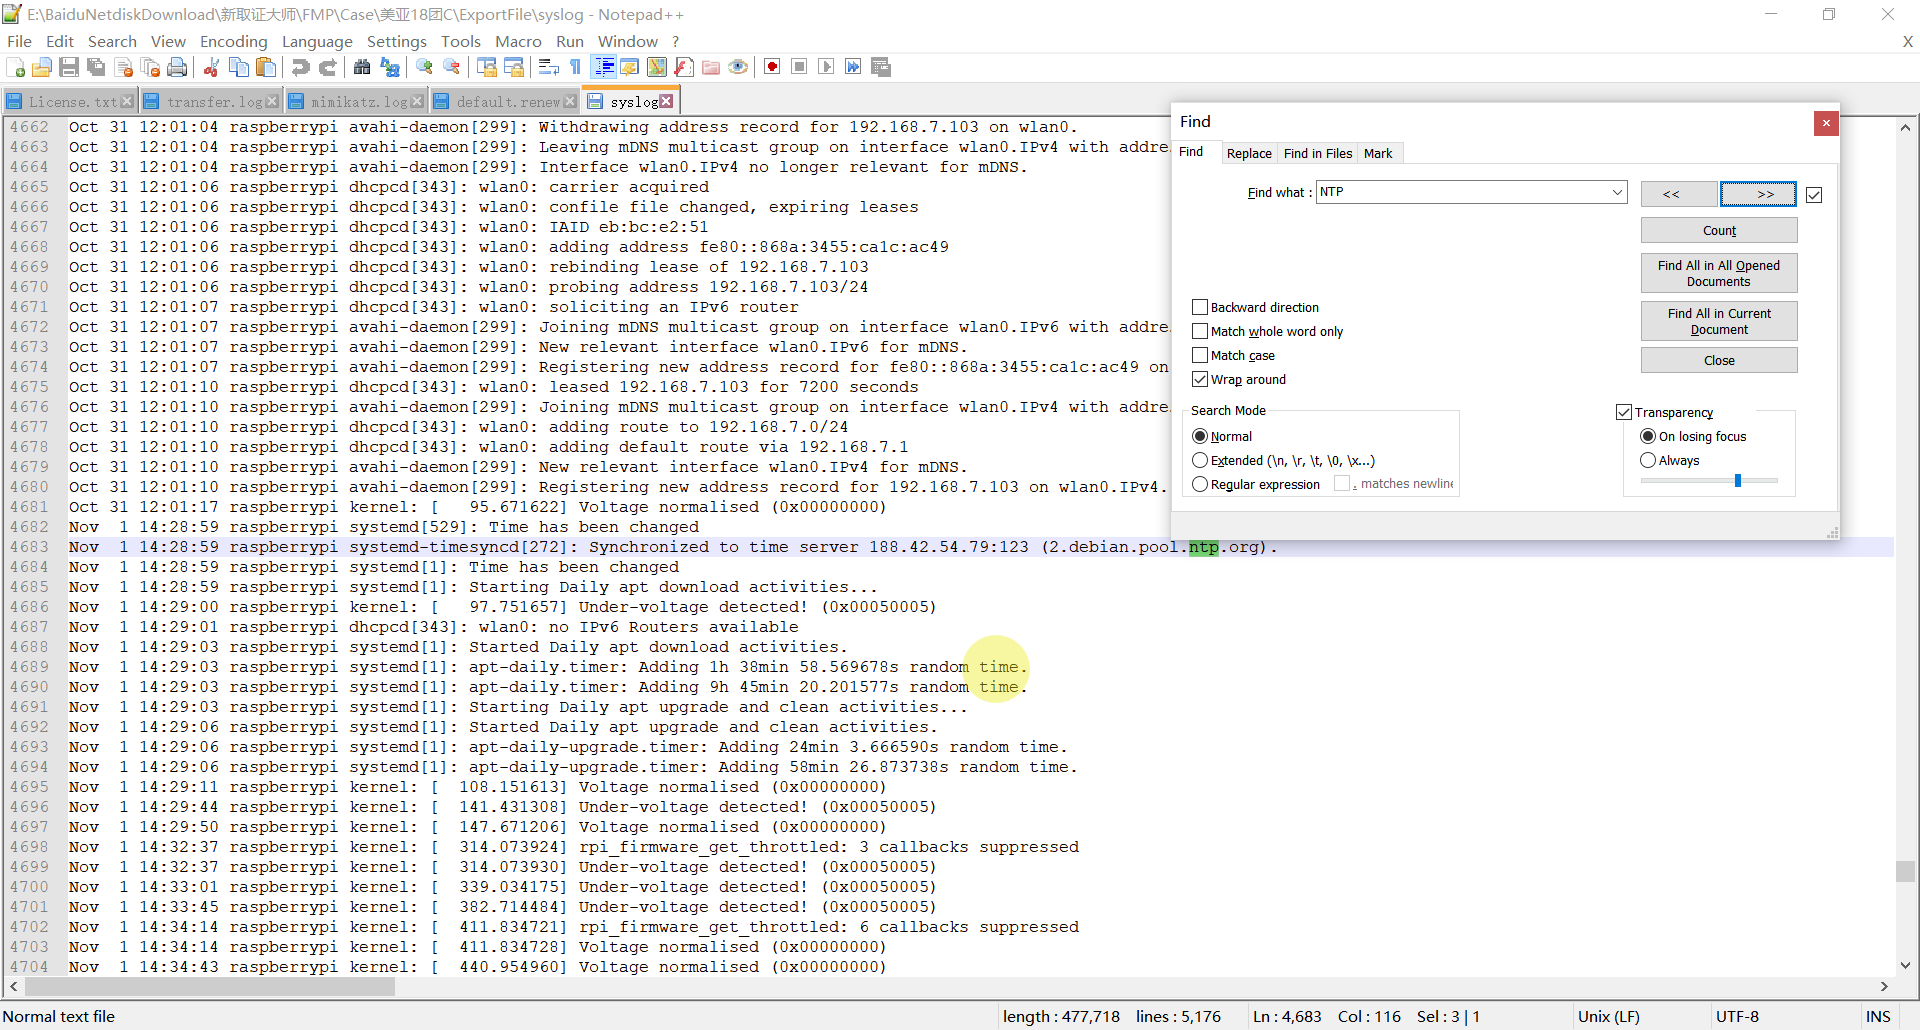 E:\BaiduNetdiskDownload\新取证大师\FMP\Case\美亚18团C\ExportFile\syslog - Notepad++
File Edit Search View Encoding Language Settings Tools Macro Run Window ? X
License.txt transfer.log mimikatz.log default.renew syslog
4662 Oct 31 12:01:04 raspberrypi avahi-daemon[299]: Withdrawing address record for 192.168.7.103 on wlan0.
4663 Oct 31 12:01:04 raspberrypi avahi-daemon[299]: Leaving mDNS multicast group on interface wlan0.IPv4 with addre
4664 Oct 31 12:01:04 raspberrypi avahi-daemon[299]: Interface wlan0.IPv4 no longer relevant for mDNS.
4665 Oct 31 12:01:06 raspberrypi dhcpcd[343]: wlan0: carrier acquired
4666 Oct 31 12:01:06 raspberrypi dhcpcd[343]: wlan0: confile file changed, expiring leases
4667 Oct 31 12:01:06 raspberrypi dhcpcd[343]: wlan0: IAID eb:bc:e2:51
4668 Oct 31 12:01:06 raspberrypi dhcpcd[343]: wlan0: adding address fe80::868a:3455:ca1c:ac49
4669 Oct 31 12:01:06 raspberrypi dhcpcd[343]: wlan0: rebinding lease of 192.168.7.103
4670 Oct 31 12:01:06 raspberrypi dhcpcd[343]: wlan0: probing address 192.168.7.103/24
4671 Oct 31 12:01:07 raspberrypi dhcpcd[343]: wlan0: soliciting an IPv6 router
4672 Oct 31 12:01:07 raspberrypi avahi-daemon[299]: Joining mDNS multicast group on interface wlan0.IPv6 with addre
4673 Oct 31 12:01:07 raspberrypi avahi-daemon[299]: New relevant interface wlan0.IPv6 for mDNS.
4674 Oct 31 12:01:07 raspberrypi avahi-daemon[299]: Registering new address record for fe80::868a:3455:ca1c:ac49 on
4675 Oct 31 12:01:10 raspberrypi dhcpcd[343]: wlan0: leased 192.168.7.103 for 7200 seconds
4676 Oct 31 12:01:10 raspberrypi avahi-daemon[299]: Joining mDNS multicast group on interface wlan0.IPv4 with addre
4677 Oct 31 12:01:10 raspberrypi dhcpcd[343]: wlan0: adding route to 192.168.7.0/24
4678 Oct 31 12:01:10 raspberrypi dhcpcd[343]: wlan0: adding default route via 192.168.7.1
4679 Oct 31 12:01:10 raspberrypi avahi-daemon[299]: New relevant interface wlan0.IPv4 for mDNS.
4680 Oct 31 12:01:10 raspberrypi avahi-daemon[299]: Registering new address record for 192.168.7.103 on wlan0.IPv4.
4681 Oct 31 12:01:17 raspberrypi kernel: [   95.671622] Voltage normalised (0x00000000)
4682 Nov  1 14:28:59 raspberrypi systemd[529]: Time has been changed
4683 Nov  1 14:28:59 raspberrypi systemd-timesyncd[272]: Synchronized to time server 188.42.54.79:123 (2.debian.pool.ntp.org).
4684 Nov  1 14:28:59 raspberrypi systemd[1]: Time has been changed
4685 Nov  1 14:28:59 raspberrypi systemd[1]: Starting Daily apt download activities...
4686 Nov  1 14:29:00 raspberrypi kernel: [   97.751657] Under-voltage detected! (0x00050005)
4687 Nov  1 14:29:01 raspberrypi dhcpcd[343]: wlan0: no IPv6 Routers available
4688 Nov  1 14:29:03 raspberrypi systemd[1]: Started Daily apt download activities.
4689 Nov  1 14:29:03 raspberrypi systemd[1]: apt-daily.timer: Adding 1h 38min 58.569678s random time.
4690 Nov  1 14:29:03 raspberrypi systemd[1]: apt-daily.timer: Adding 9h 45min 20.201577s random time.
4691 Nov  1 14:29:03 raspberrypi systemd[1]: Starting Daily apt upgrade and clean activities...
4692 Nov  1 14:29:06 raspberrypi systemd[1]: Started Daily apt upgrade and clean activities.
4693 Nov  1 14:29:06 raspberrypi systemd[1]: apt-daily-upgrade.timer: Adding 24min 3.666590s random time.
4694 Nov  1 14:29:06 raspberrypi systemd[1]: apt-daily-upgrade.timer: Adding 58min 26.873738s random time.
4695 Nov  1 14:29:11 raspberrypi kernel: [  108.151613] Voltage normalised (0x00000000)
4696 Nov  1 14:29:44 raspberrypi kernel: [  141.431308] Under-voltage detected! (0x00050005)
4697 Nov  1 14:29:50 raspberrypi kernel: [  147.671206] Voltage normalised (0x00000000)
4698 Nov  1 14:32:37 raspberrypi kernel: [  314.073924] rpi_firmware_get_throttled: 3 callbacks suppressed
4699 Nov  1 14:32:37 raspberrypi kernel: [  314.073930] Under-voltage detected! (0x00050005)
4700 Nov  1 14:33:01 raspberrypi kernel: [  339.034175] Under-voltage detected! (0x00050005)
4701 Nov  1 14:33:45 raspberrypi kernel: [  382.714484] Under-voltage detected! (0x00050005)
4702 Nov  1 14:34:14 raspberrypi kernel: [  411.834721] rpi_firmware_get_throttled: 6 callbacks suppressed
4703 Nov  1 14:34:14 raspberrypi kernel: [  411.834728] Voltage normalised (0x00000000)
4704 Nov  1 14:34:43 raspberrypi kernel: [  440.954960] Voltage normalised (0x00000000)
Find
Find Replace Find in Files Mark
Find what : NTP << >>
Count
Find All in All Opened
Documents
Find All in Current
Document
Close
Backward direction
Match whole word only
Match case
Wrap around
Search Mode
Normal
Extended (\n, \r, \t, \0, \x...)
Regular expression . matches newline
Transparency
On losing focus
Always
Normal text file length : 477,718 lines : 5,176 Ln : 4,683 Col : 116 Sel : 3 | 1 Unix (LF) UTF-8 INS